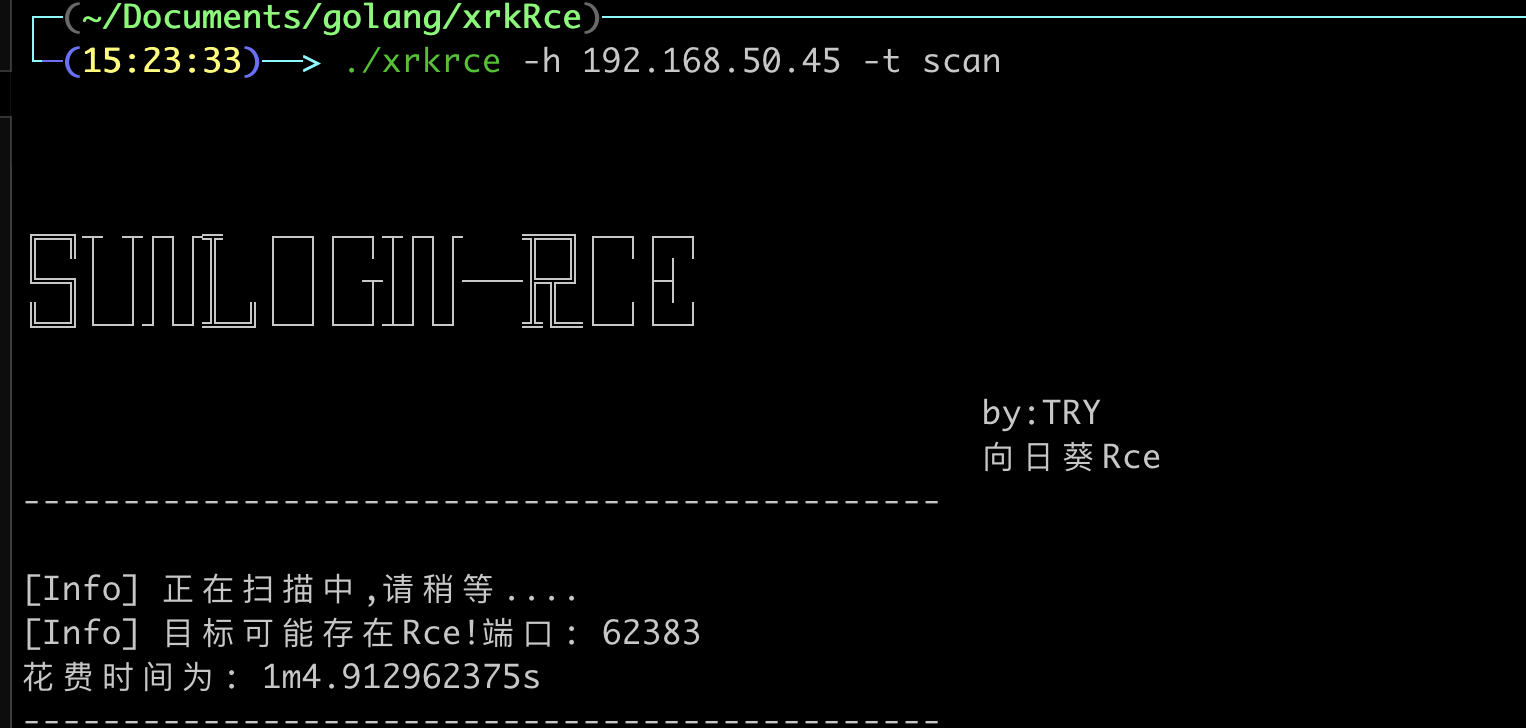 (~/Documents/golang/xrkRce)
(15:23:33)—> ./xrkrce -h 192.168.50.45 -t scan
SUNLOGIN—RCE
by:TRY
向日葵Rce
----------------------------------------------
[Info] 正在扫描中,请稍等....
[Info] 目标可能存在Rce!端口: 62383
花费时间为: 1m4.912962375s
----------------------------------------------